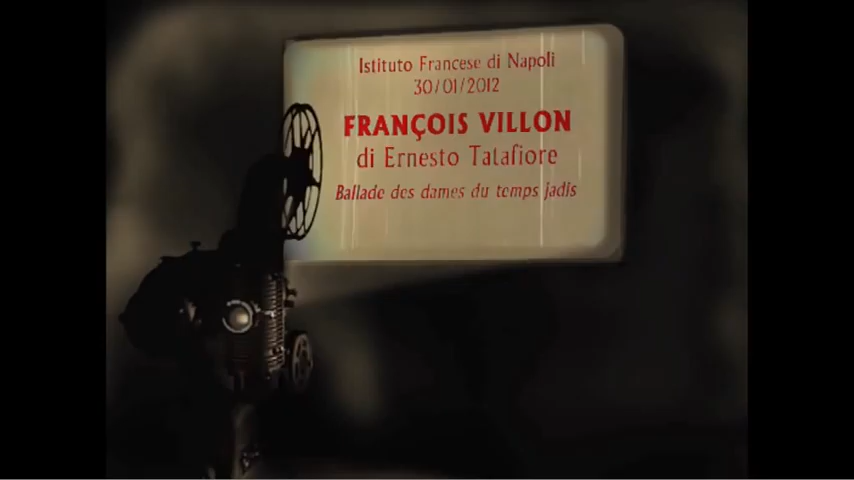 Istituto Francese di Napoli
30/01/2012
FRANÇOIS VILLON
di Ernesto Tatafiore
Ballade des dames du temps jadis